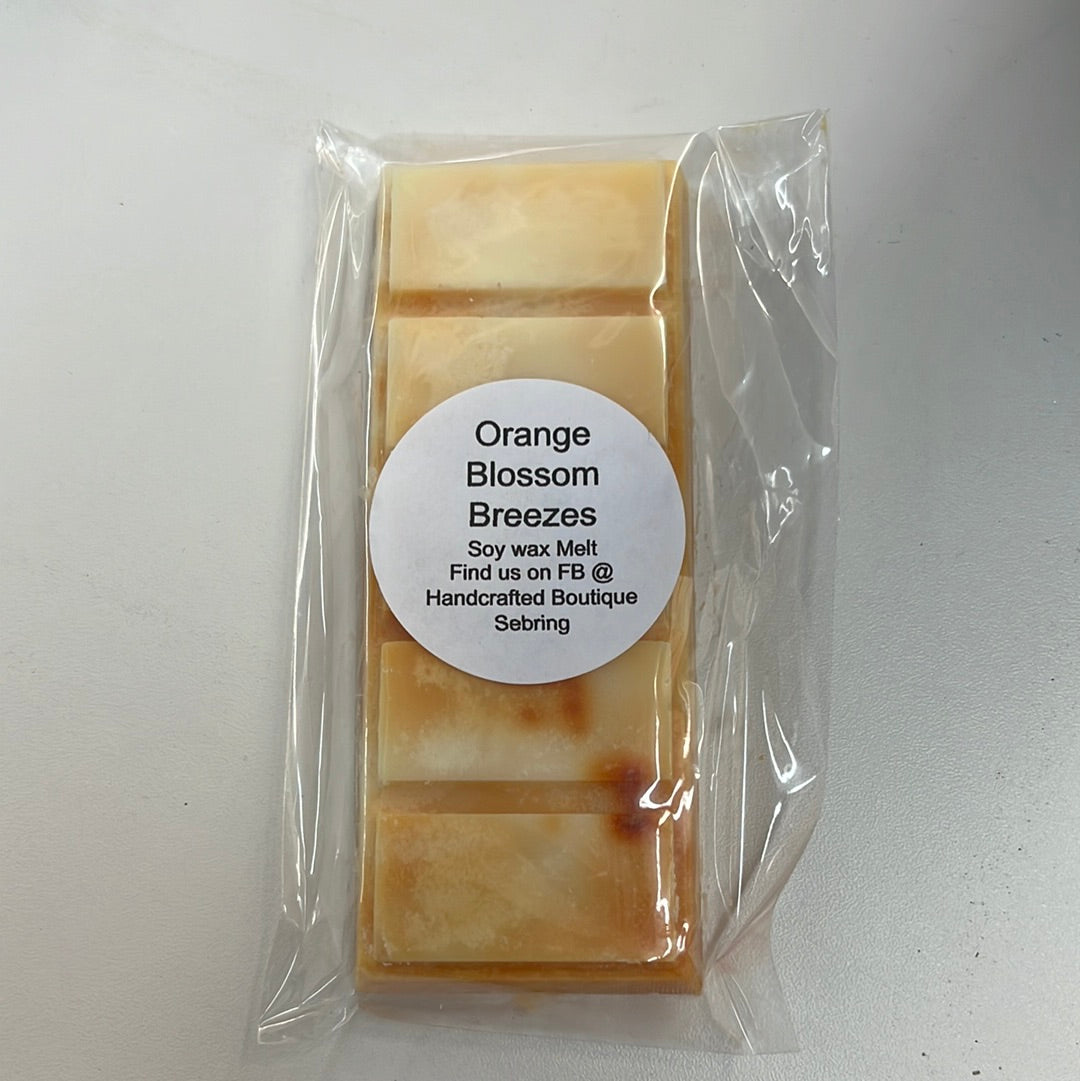 Orange
Blossom
Breezes
Soy wax Melt
Find us on FB @
Handcrafted Boutique
Sebring